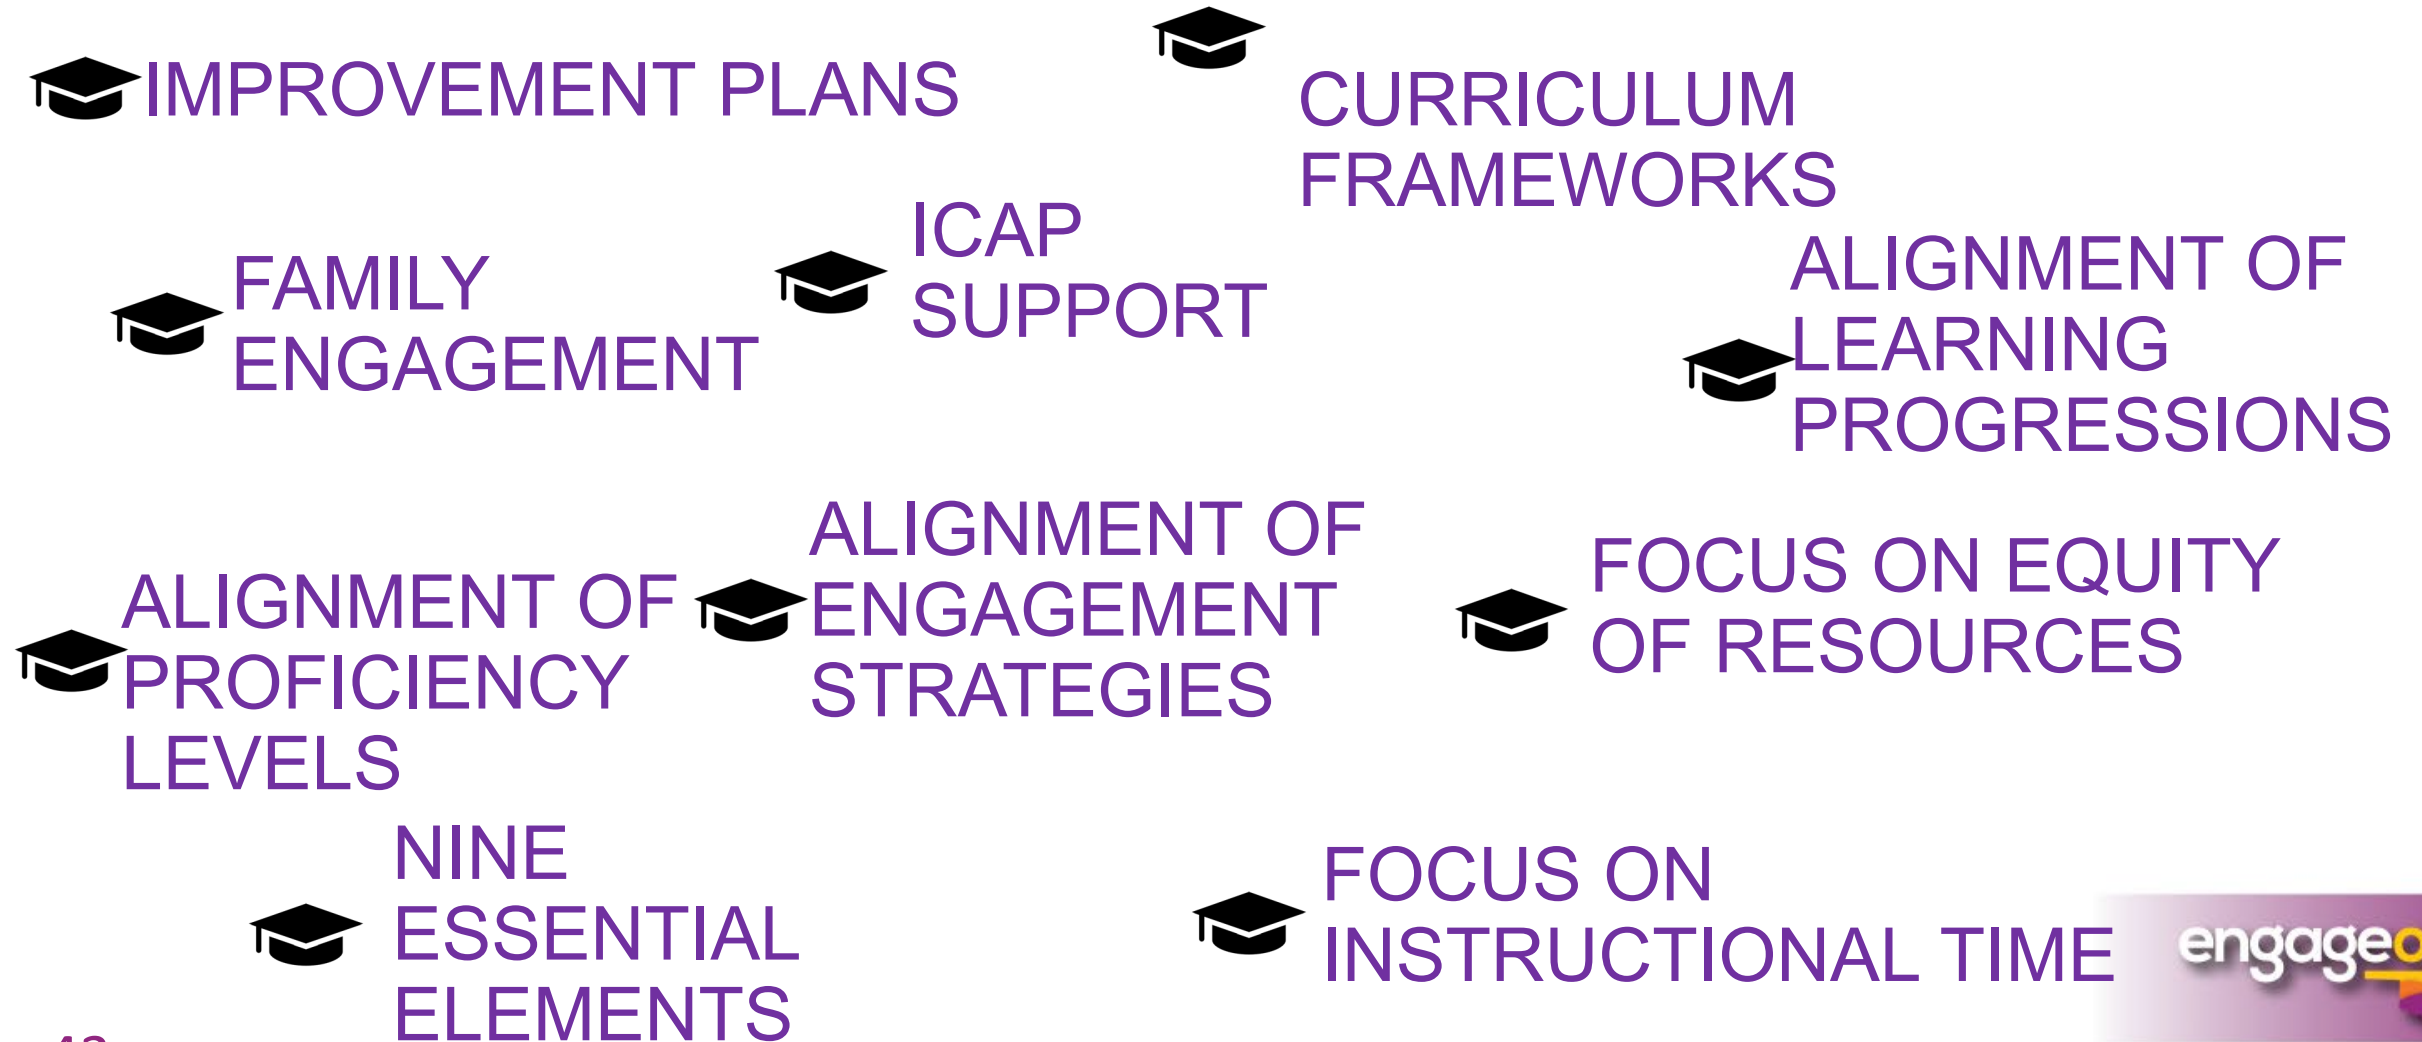 IMPROVEMENT PLANS
CURRICULUM
FRAMEWORKS
FAMILY
ENGAGEMENT
ICAP
SUPPORT
ALIGNMENT OF
LEARNING
PROGRESSIONS
ALIGNMENT OF
PROFICIENCY
LEVELS
ALIGNMENT OF
ENGAGEMENT
STRATEGIES
FOCUS ON EQUITY
OF RESOURCES
NINE
ESSENTIAL
ELEMENTS
FOCUS ON
INSTRUCTIONAL TIME
engage